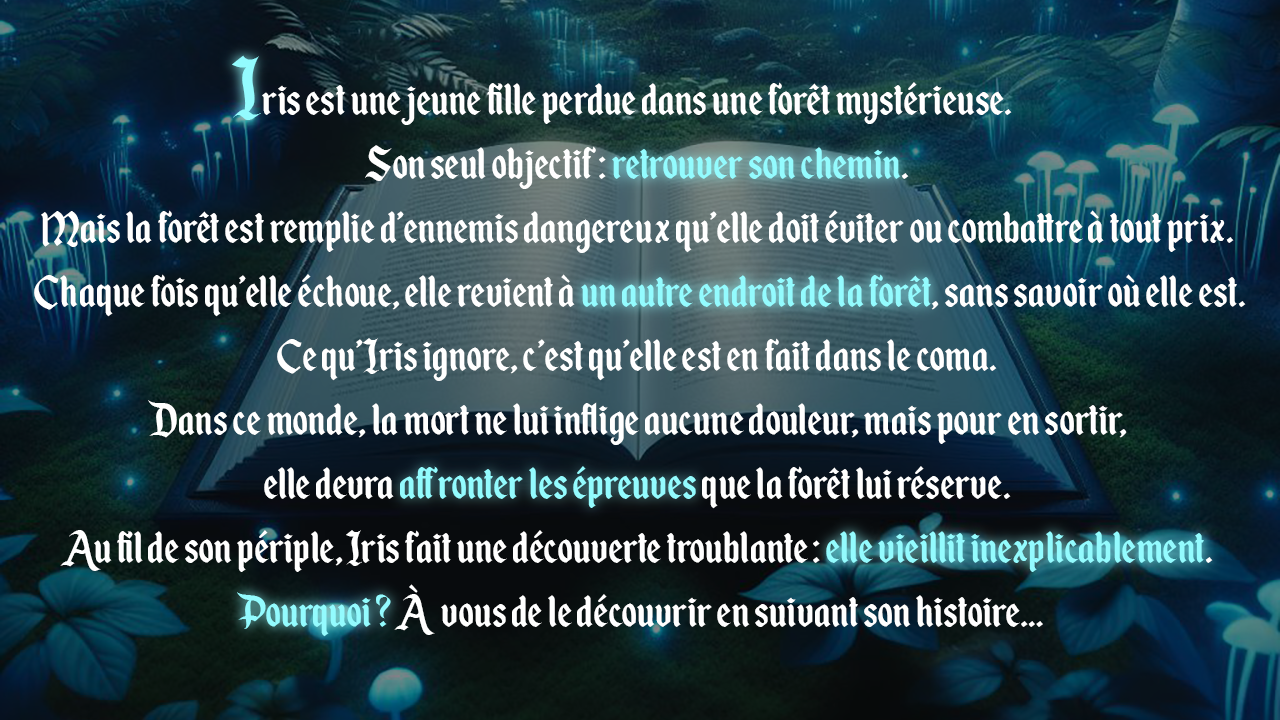 Iris est une jeune fille perdue dans une forêt mystérieuse.
Son seul objectif : retrouver son chemin.
Mais la forêt est remplie d'ennemis dangereux qu'elle doit éviter ou combattre à tout prix.
Chaque fois qu'elle échoue, elle revient à un autre endroit de la forêt, sans savoir où elle est.
Ce qu'Iris ignore, c'est qu'elle est en fait dans le coma.
Dans ce monde, la mort ne lui inflige aucune douleur, mais pour en sortir,
elle devra affronter les épreuves que la forêt lui réserve.
Au fil de son périple, Iris fait une découverte troublante : elle vieillit inexplicablement.
Pourquoi ? À vous de le découvrir en suivant son histoire...